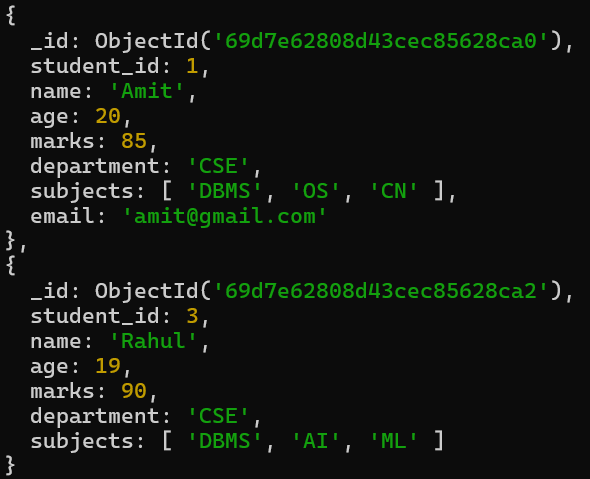 {
  _id: ObjectId('69d7e62808d43cec85628ca0'),
  student_id: 1,
  name: 'Amit',
  age: 20,
  marks: 85,
  department: 'CSE',
  subjects: [ 'DBMS', 'OS', 'CN' ],
  email: 'amit@gmail.com'
},
{
  _id: ObjectId('69d7e62808d43cec85628ca2'),
  student_id: 3,
  name: 'Rahul',
  age: 19,
  marks: 90,
  department: 'CSE',
  subjects: [ 'DBMS', 'AI', 'ML' ]
}